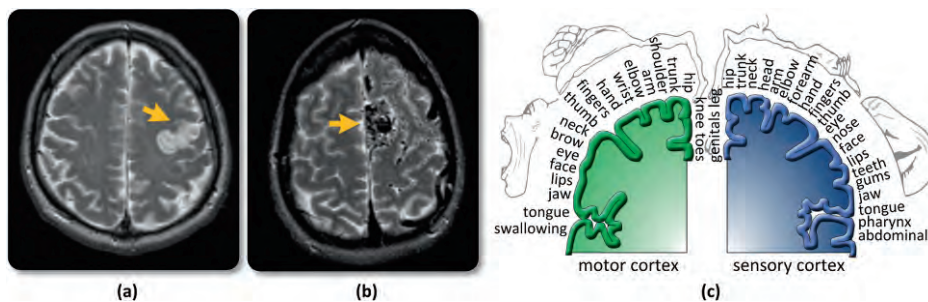 shoulder
trunk
hip
arm
elbow
wrist
hand
fingers
thumb
neck
brow
eye
face
lips
jaw
tongue
swallowing
knee
toes
genitals
leg
hip
trunk
neck
head
arm
elbow
forearm
hand
fingers
thumb
eye
nose
face
lips
teeth
gums
jaw
tongue
pharynx
abdominal
motor cortex
sensory cortex
(a)
(b)
(c)